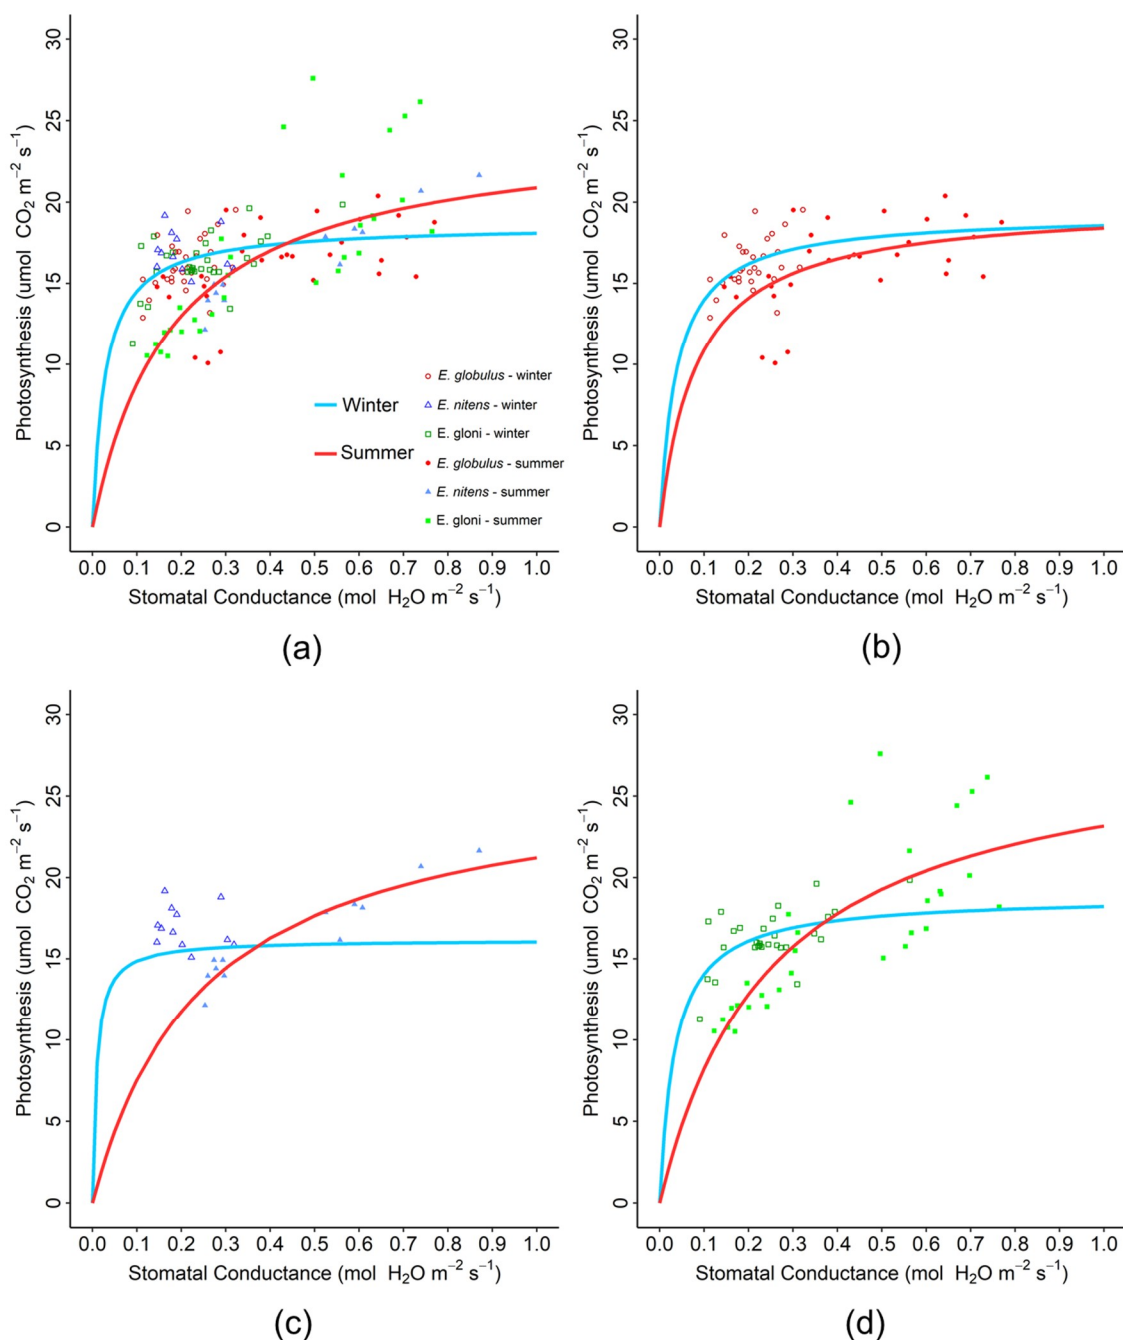 30
25
20
15
10
5
0
Photosynthesis (umol CO₂ m⁻² s⁻¹)
Winter
Summer
E. globulus - winter
E. nitens - winter
E. gloni - winter
E. globulus - summer
E. nitens - summer
E. gloni - summer
0.0 0.1 0.2 0.3 0.4 0.5 0.6 0.7 0.8 0.9 1.0
Stomatal Conductance (mol H₂O m⁻² s⁻¹)
(a)
30
25
20
15
10
5
0
Photosynthesis (umol CO₂ m⁻² s⁻¹)
0.0 0.1 0.2 0.3 0.4 0.5 0.6 0.7 0.8 0.9 1.0
Stomatal Conductance (mol H₂O m⁻² s⁻¹)
(b)
30
25
20
15
10
5
0
Photosynthesis (umol CO₂ m⁻² s⁻¹)
0.0 0.1 0.2 0.3 0.4 0.5 0.6 0.7 0.8 0.9 1.0
Stomatal Conductance (mol H₂O m⁻² s⁻¹)
(c)
30
25
20
15
10
5
0
Photosynthesis (umol CO₂ m⁻² s⁻¹)
0.0 0.1 0.2 0.3 0.4 0.5 0.6 0.7 0.8 0.9 1.0
Stomatal Conductance (mol H₂O m⁻² s⁻¹)
(d)